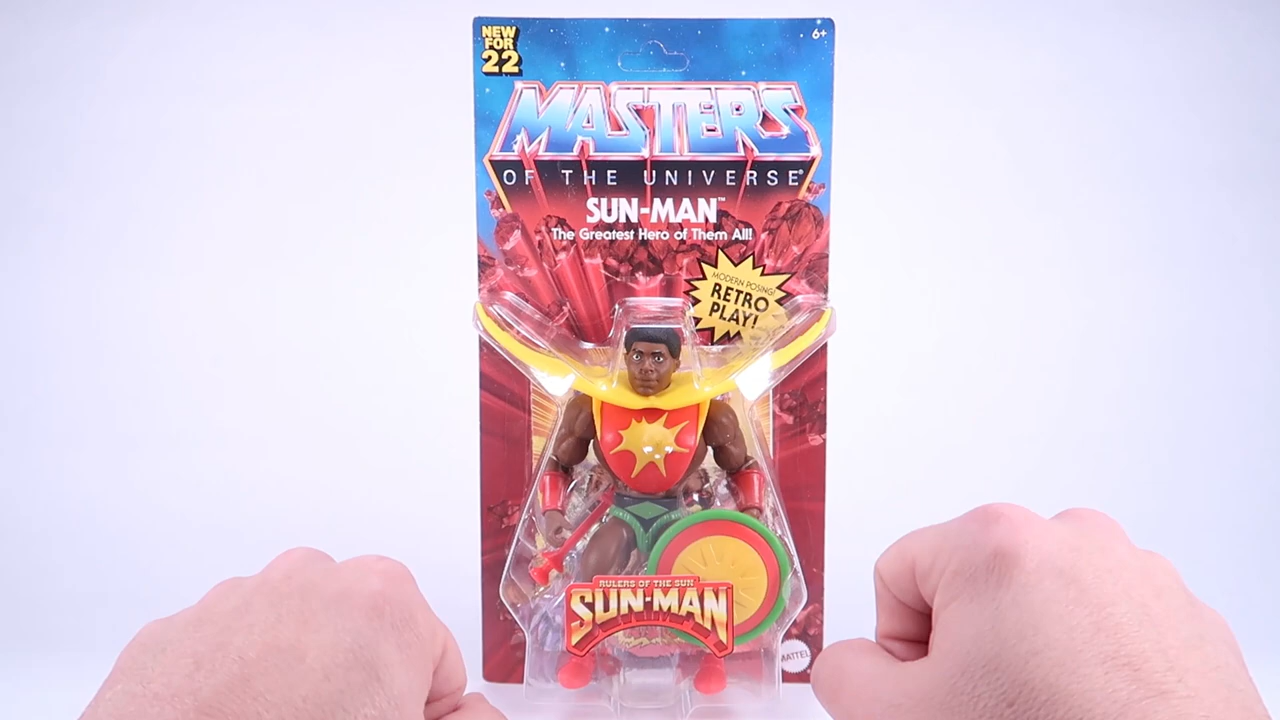 NEW
FOR
22
6+
MASTERS
OF THE UNIVERSE®
SUN-MAN™
The Greatest Hero of Them All!
MODERN POSING!
RETRO
PLAY!
RULERS OF THE SUN
SUN-MAN
MATTEL